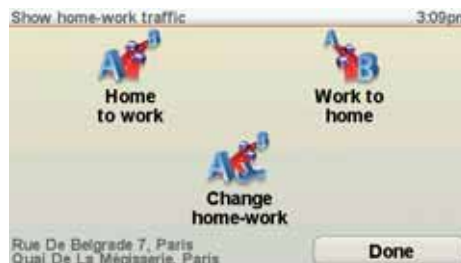 Show home-work traffic 3:09pm
A B
A B
Home Work to
to work home
A B
Change
home-work
Rue De Belgrade 7, Paris
Quai De La Mégisserie, Paris
Done